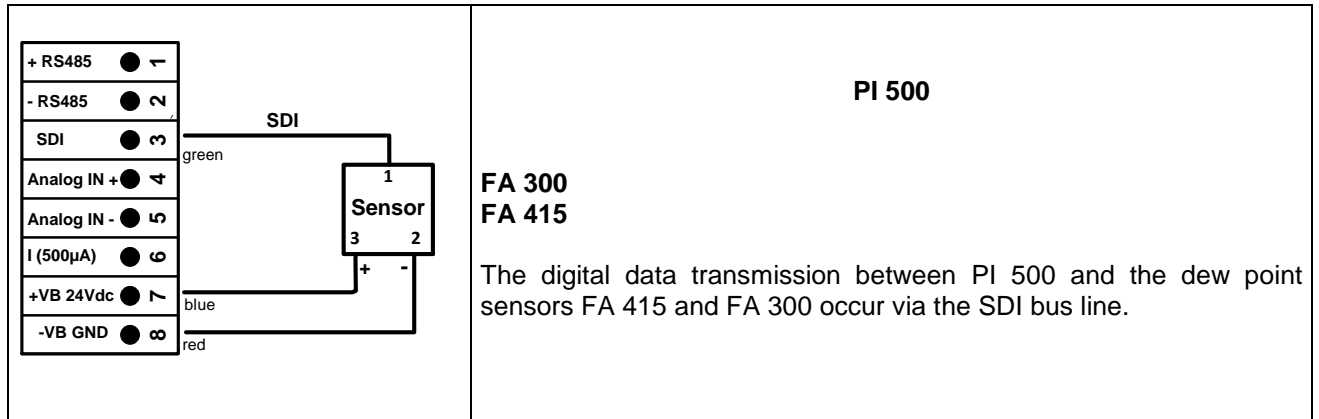 + RS485 1
- RS485 2
SDI 3
Analog IN + 4
Analog IN - 5
I (500µA) 6
+VB 24Vdc 7
-VB GND 8
SDI
green
blue
red
1
Sensor
3 2
+ -
PI 500
FA 300
FA 415
The digital data transmission between PI 500 and the dew point
sensors FA 415 and FA 300 occur via the SDI bus line.